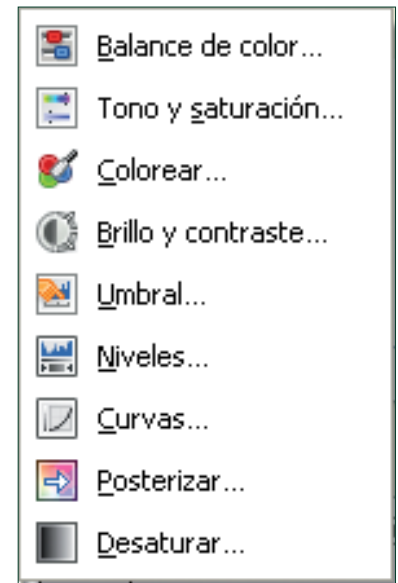 Balance de color...
Tono y saturación...
Colorear...
Brillo y contraste...
Umbral...
Niveles...
Curvas...
Posterizar...
Desaturar...